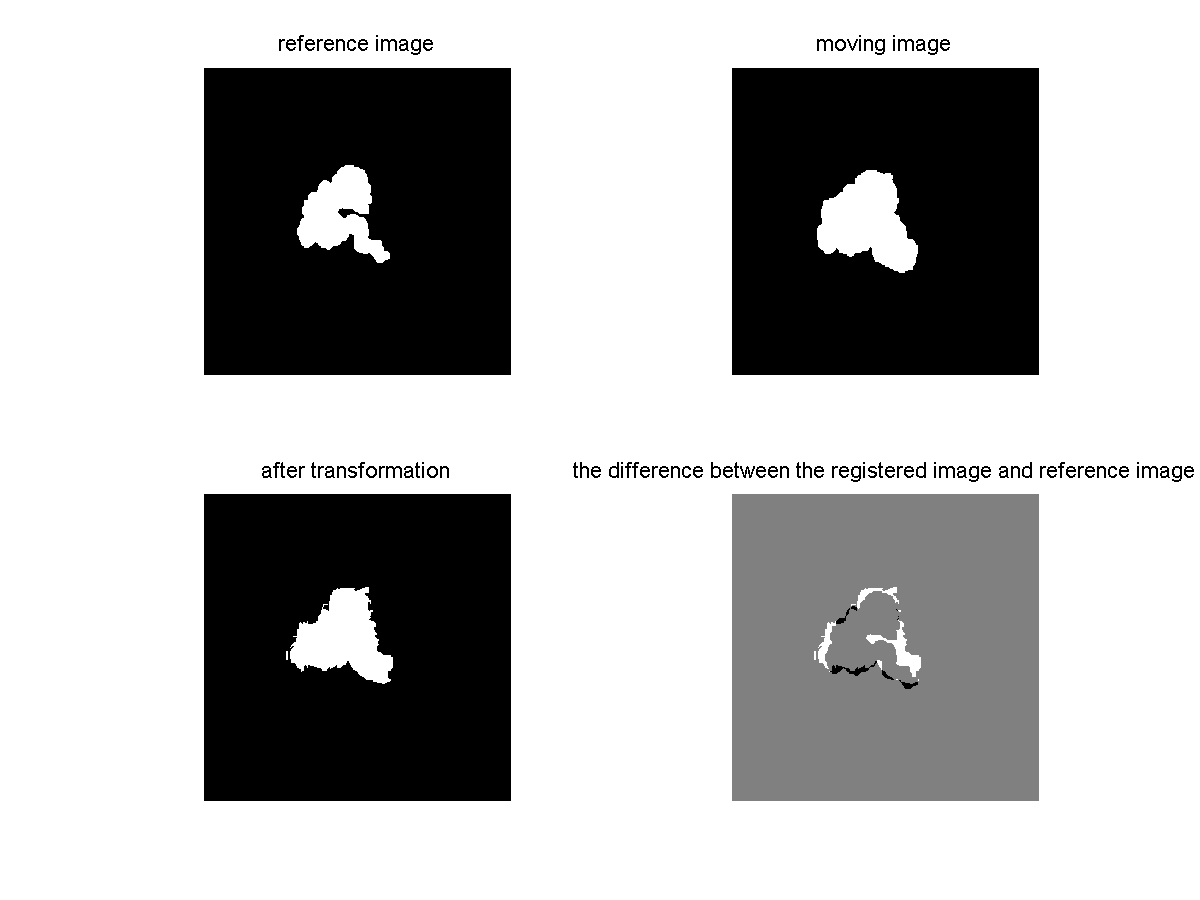 reference image
moving image
after transformation
the difference between the registered image and reference image